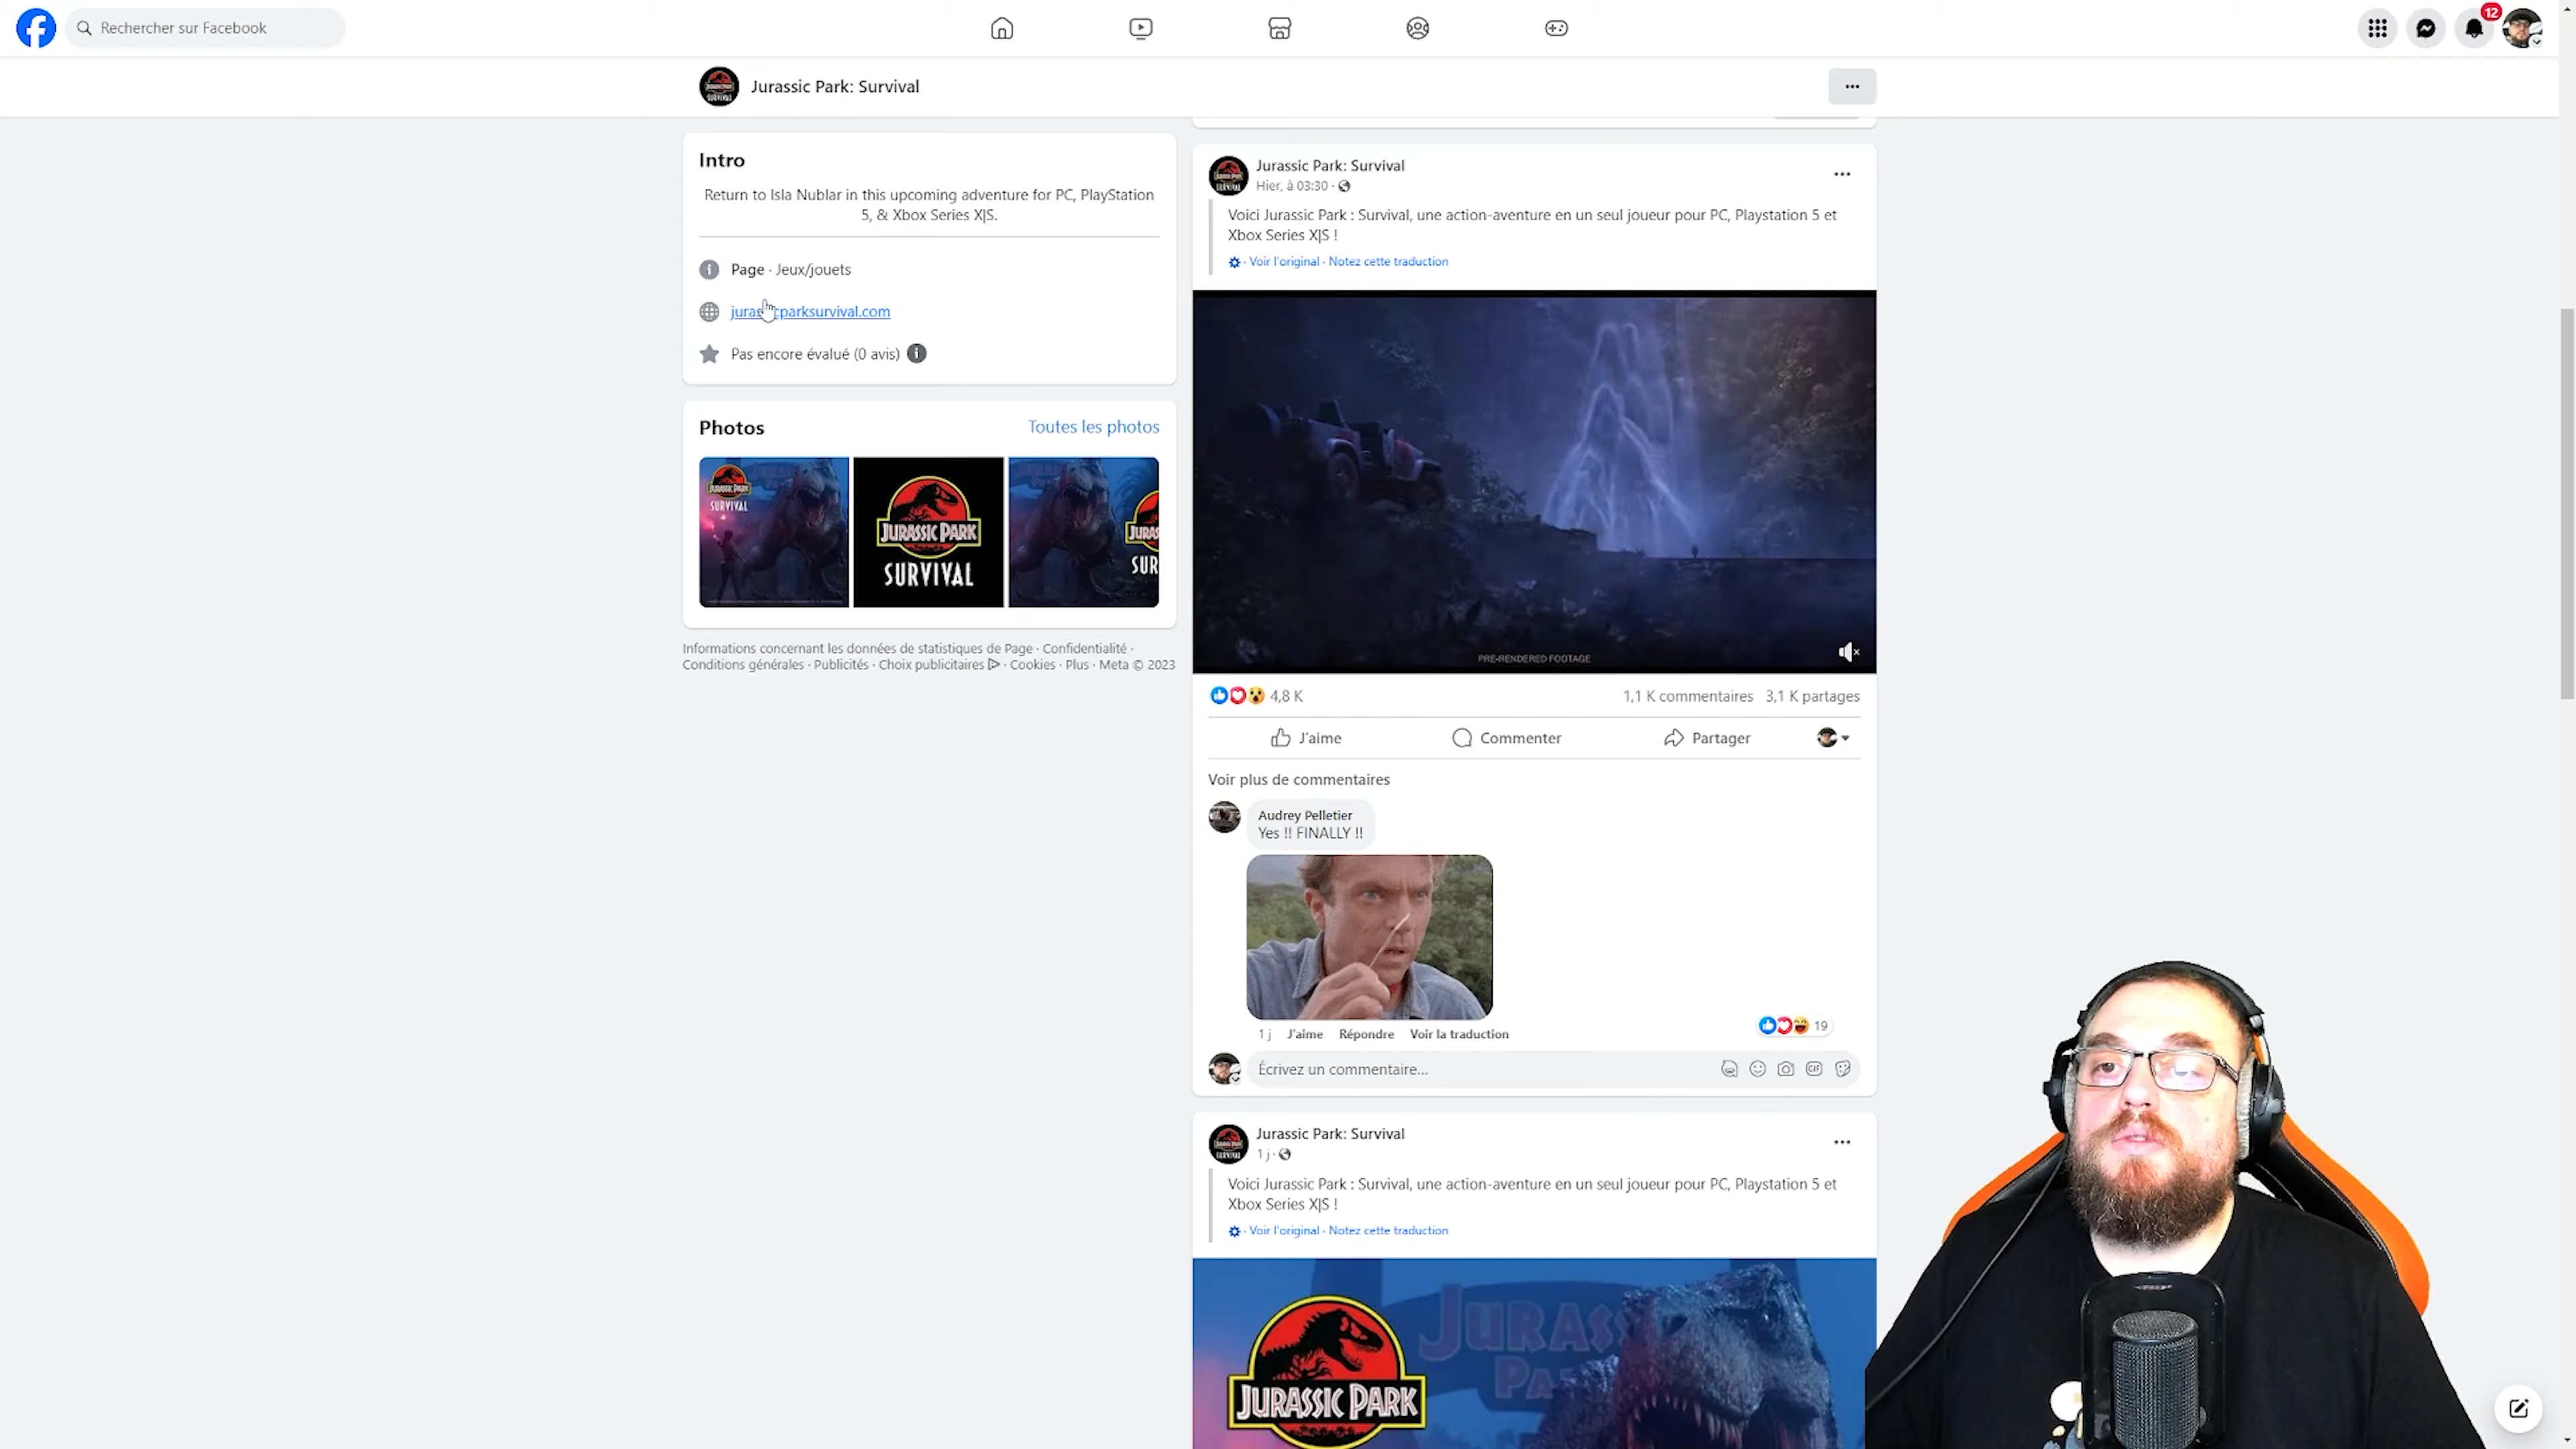 Rechercher sur Facebook
12
Jurassic Park: Survival
Intro
Return to Isla Nublar in this upcoming adventure for PC, PlayStation
5, & Xbox Series X|S.
Page · Jeux/jouets
jurassicparksurvival.com
Pas encore évalué (0 avis)
Photos
Toutes les photos
JURASSIC PARK
SURVIVAL
JURASSIC PARK
SURVIVAL
JURAS
SUR
Informations concernant les données de statistiques de Page · Confidentialité ·
Conditions générales · Publicités · Choix publicitaires · Cookies · Plus · Meta © 2023
Jurassic Park: Survival
Hier, à 03:30 ·
Voici Jurassic Park : Survival, une action-aventure en un seul joueur pour PC, Playstation 5 et
Xbox Series X|S !
· Voir l'original · Notez cette traduction
PRE-RENDERED FOOTAGE
4,8 K
1,1 K commentaires 3,1 K partages
J'aime
Commenter
Partager
Voir plus de commentaires
Audrey Pelletier
Yes !! FINALLY !!
1 j J'aime Répondre Voir la traduction
19
Écrivez un commentaire...
GIF
Jurassic Park: Survival
1 j ·
Voici Jurassic Park : Survival, une action-aventure en un seul joueur pour PC, Playstation 5 et
Xbox Series X|S !
· Voir l'original · Notez cette traduction
JURASSIC PARK